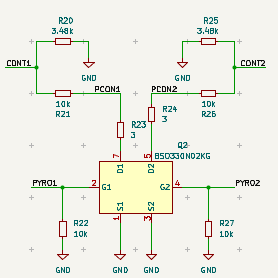 R20
3.48k
R25
3.48k
CONT1
CONT2
GND
GND
PCON1
PCON2
10k
R21
10k
R26
R23
3
R24
3
Q2
BSO330N02KG
7
D1
5
D2
PYRO1
2
G1
G2
4
PYRO2
S1
1
S2
3
R22
10k
R27
10k
GND
GND
GND
GND